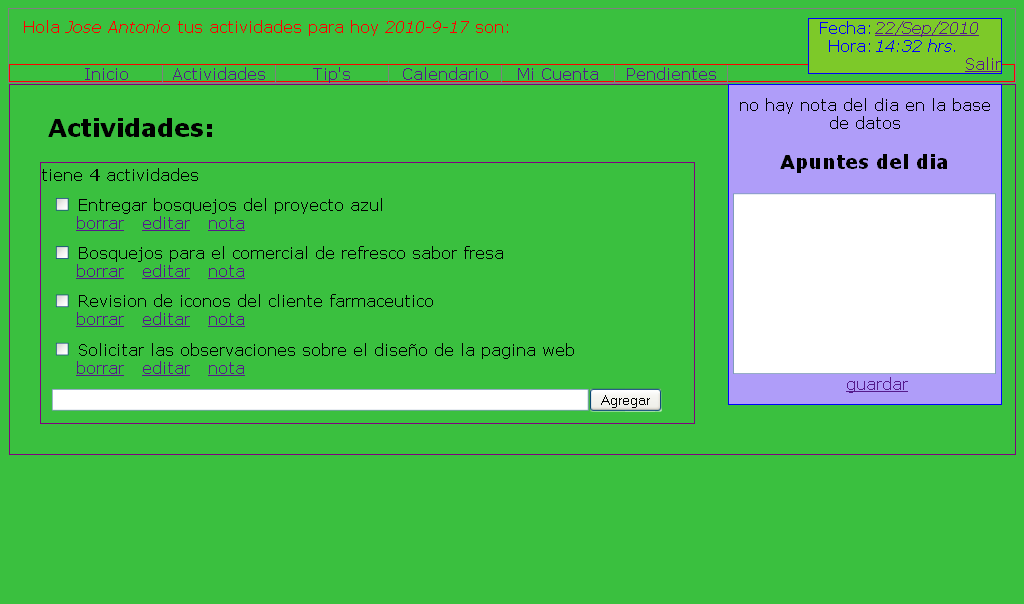 Hola Jose Antonio tus actividades para hoy 2010-9-17 son:
Fecha: 22/Sep/2010
Hora: 14:32 hrs.
Salir
Inicio Actividades Tip's Calendario Mi Cuenta Pendientes
Actividades:
tiene 4 actividades
Entregar bosquejos del proyecto azul
borrar editar nota
Bosquejos para el comercial de refresco sabor fresa
borrar editar nota
Revision de iconos del cliente farmaceutico
borrar editar nota
Solicitar las observaciones sobre el diseño de la pagina web
borrar editar nota
Agregar
no hay nota del dia en la base
de datos
Apuntes del dia
guardar